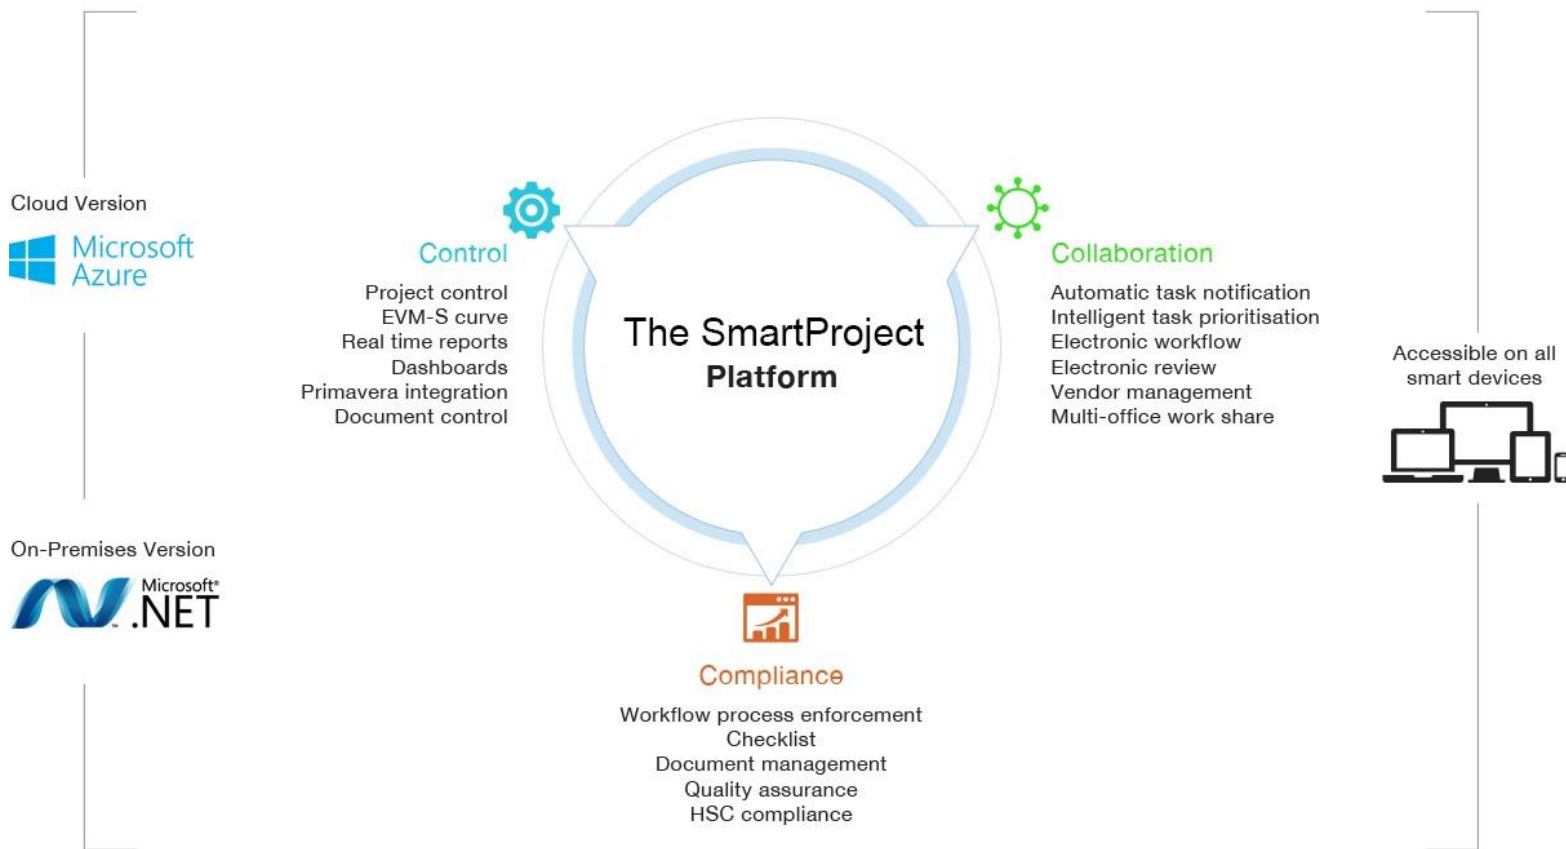 Cloud Version
Microsoft
Azure
On-Premises Version
Microsoft®
.NET
™
Control
Project control
EVM-S curve
Real time reports
Dashboards
Primavera integration
Document control
The SmartProject
Platform
Collaboration
Automatic task notification
Intelligent task prioritisation
Electronic workflow
Electronic review
Vendor management
Multi-office work share
Compliance
Workflow process enforcement
Checklist
Document management
Quality assurance
HSC compliance
Accessible on all
smart devices